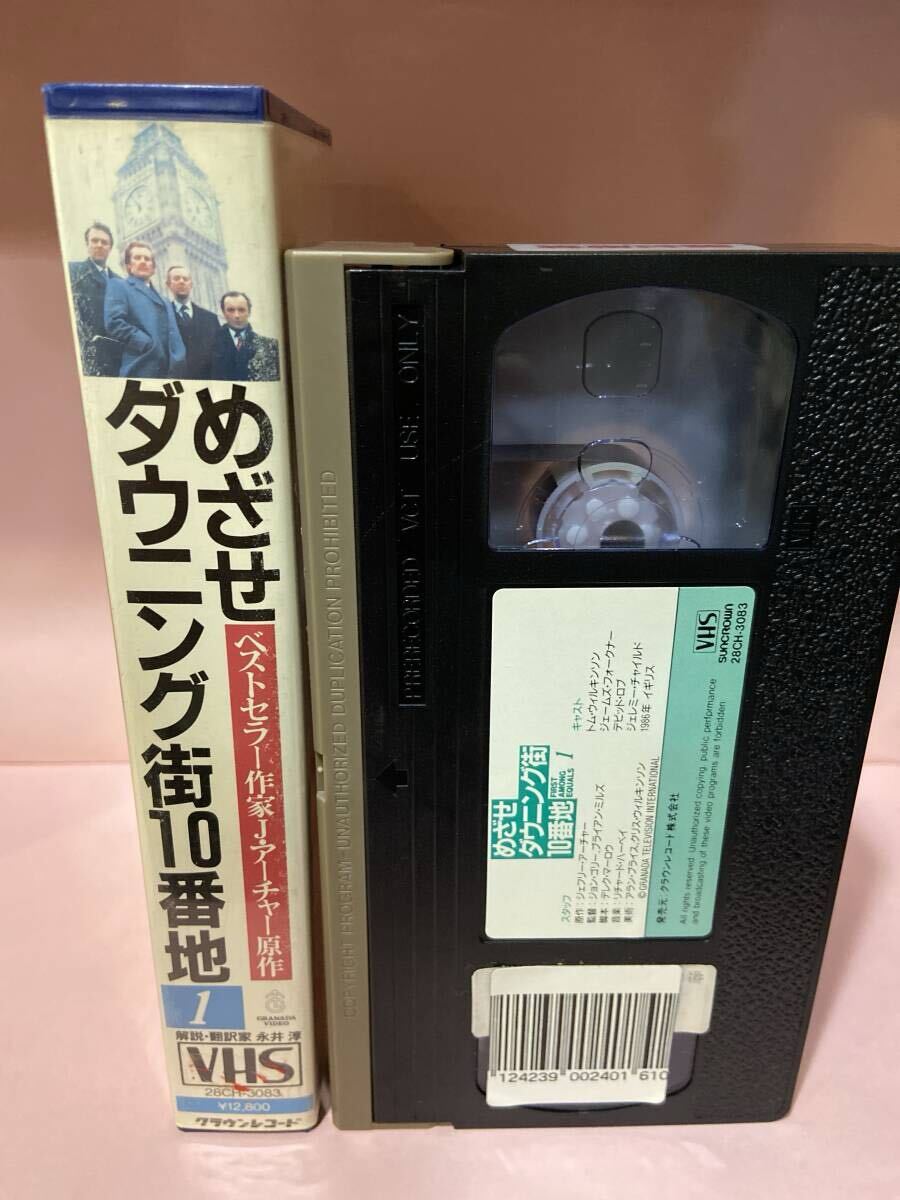 めざせ
ダウニング街10番地
ベストセラー作家J・アーチャー原作
1
GRANADA
VIDEO
解説・翻訳家 永井 淳
VHS
28CH-3083
¥12,800
クラウンレコード
COPYRIGHT PROGRAM-UNAUTHORIZED DUPLICATION PROHIBITED
PRERECORDED VCT USE ONLY
VHS
SUNCROWN
28CH-3083
めざせ
ダウニング街
10番地
FIRST
AMONG
EQUALS
1
スタッフ
原作：ジェフリー・アーチャー
監督：ジョン・ゴリー、ブライアン・ミルズ
脚本：デレク・マーロウ
音楽：リチャード・ハーベイ
美術：アラン・プライス、クリス・ウィルキンソン
©GRANADA TELEVISION INTERNATIONAL
キャスト
トム・ウィルキンソン
ジェームズ・フォークナー
デビッド・ロブ
ジェレミー・チャイルド
1986年 イギリス
発売元：クラウンレコード株式会社
All rights reserved. Unauthorized copying, public perfprmance
and broadcasting of these video programs are forbidden
124239 002401 610